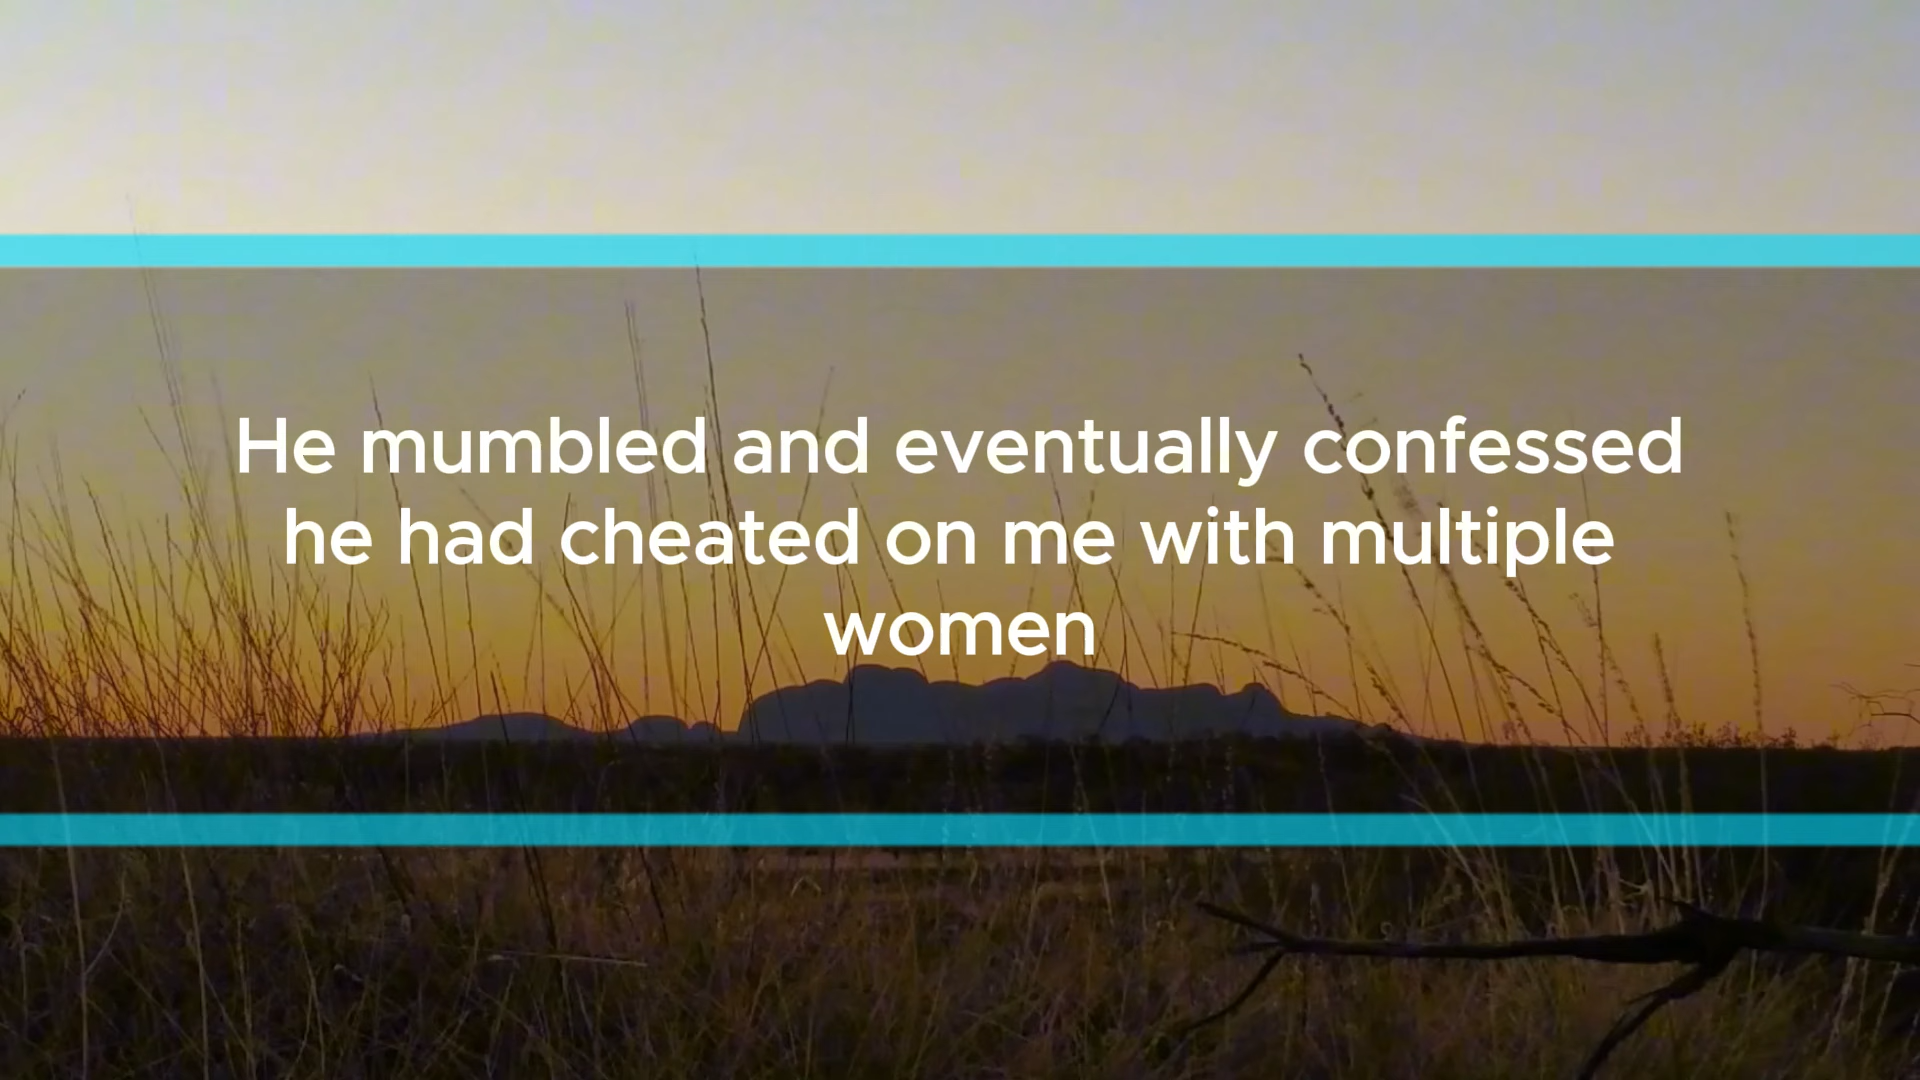 He mumbled and eventually confessed
he had cheated on me with multiple
women